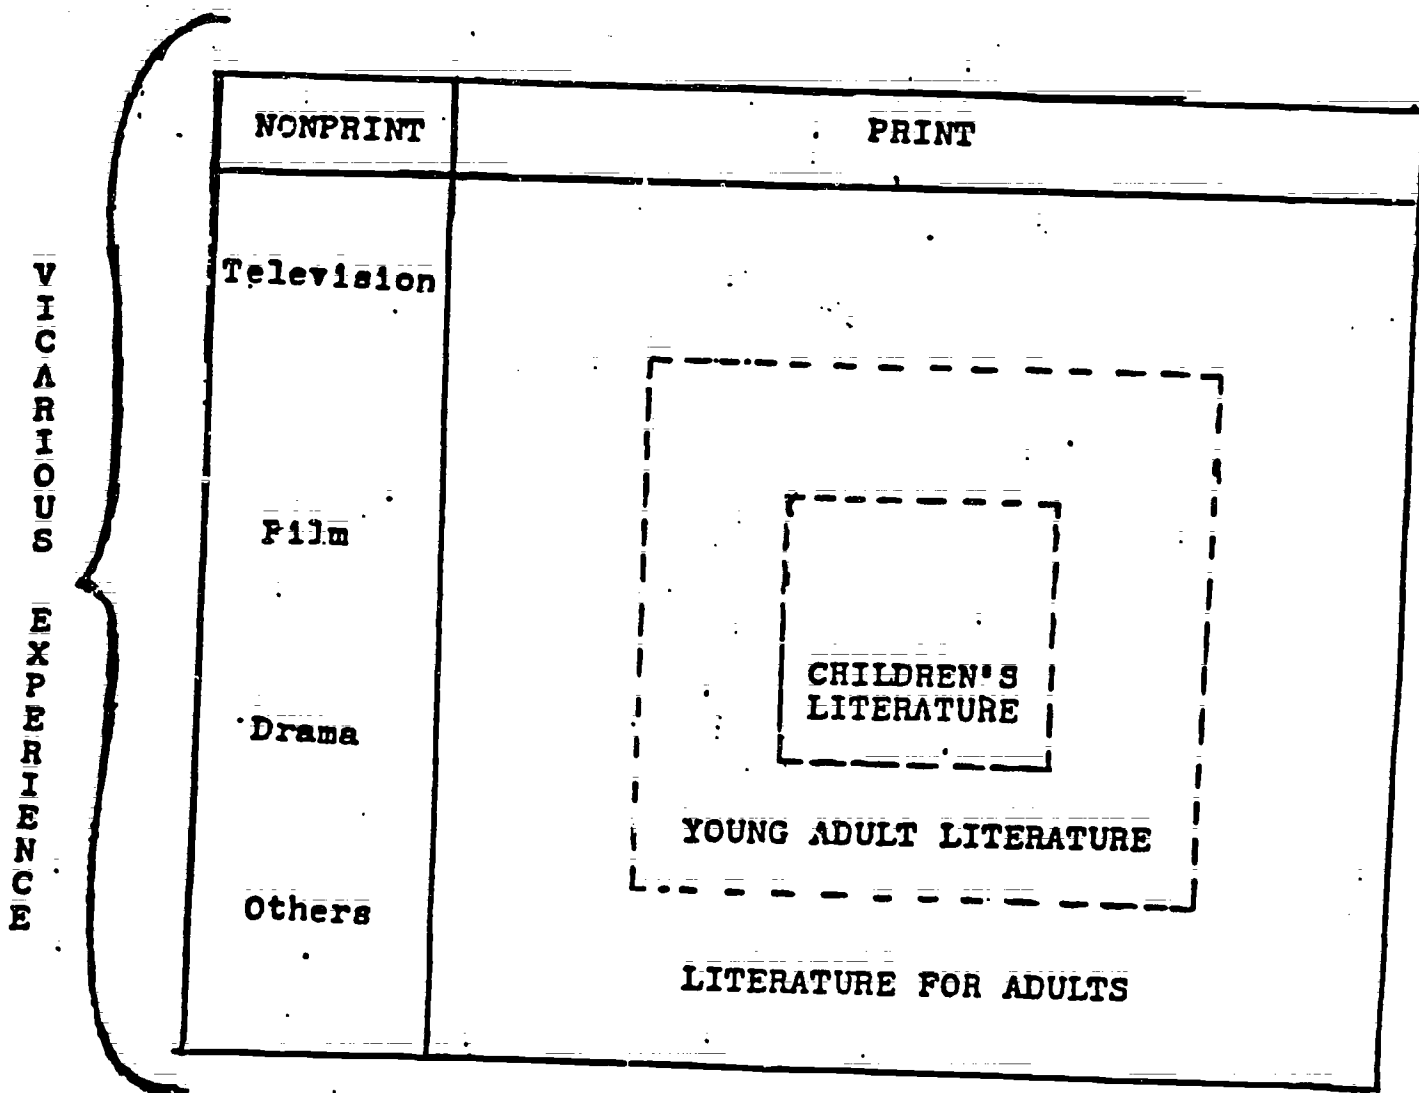 VICARIOUS EXPERIENCE
NONPRINT
PRINT
Television
Film
Drama
Others
CHILDREN'S
LITERATURE
YOUNG ADULT LITERATURE
LITERATURE FOR ADULTS